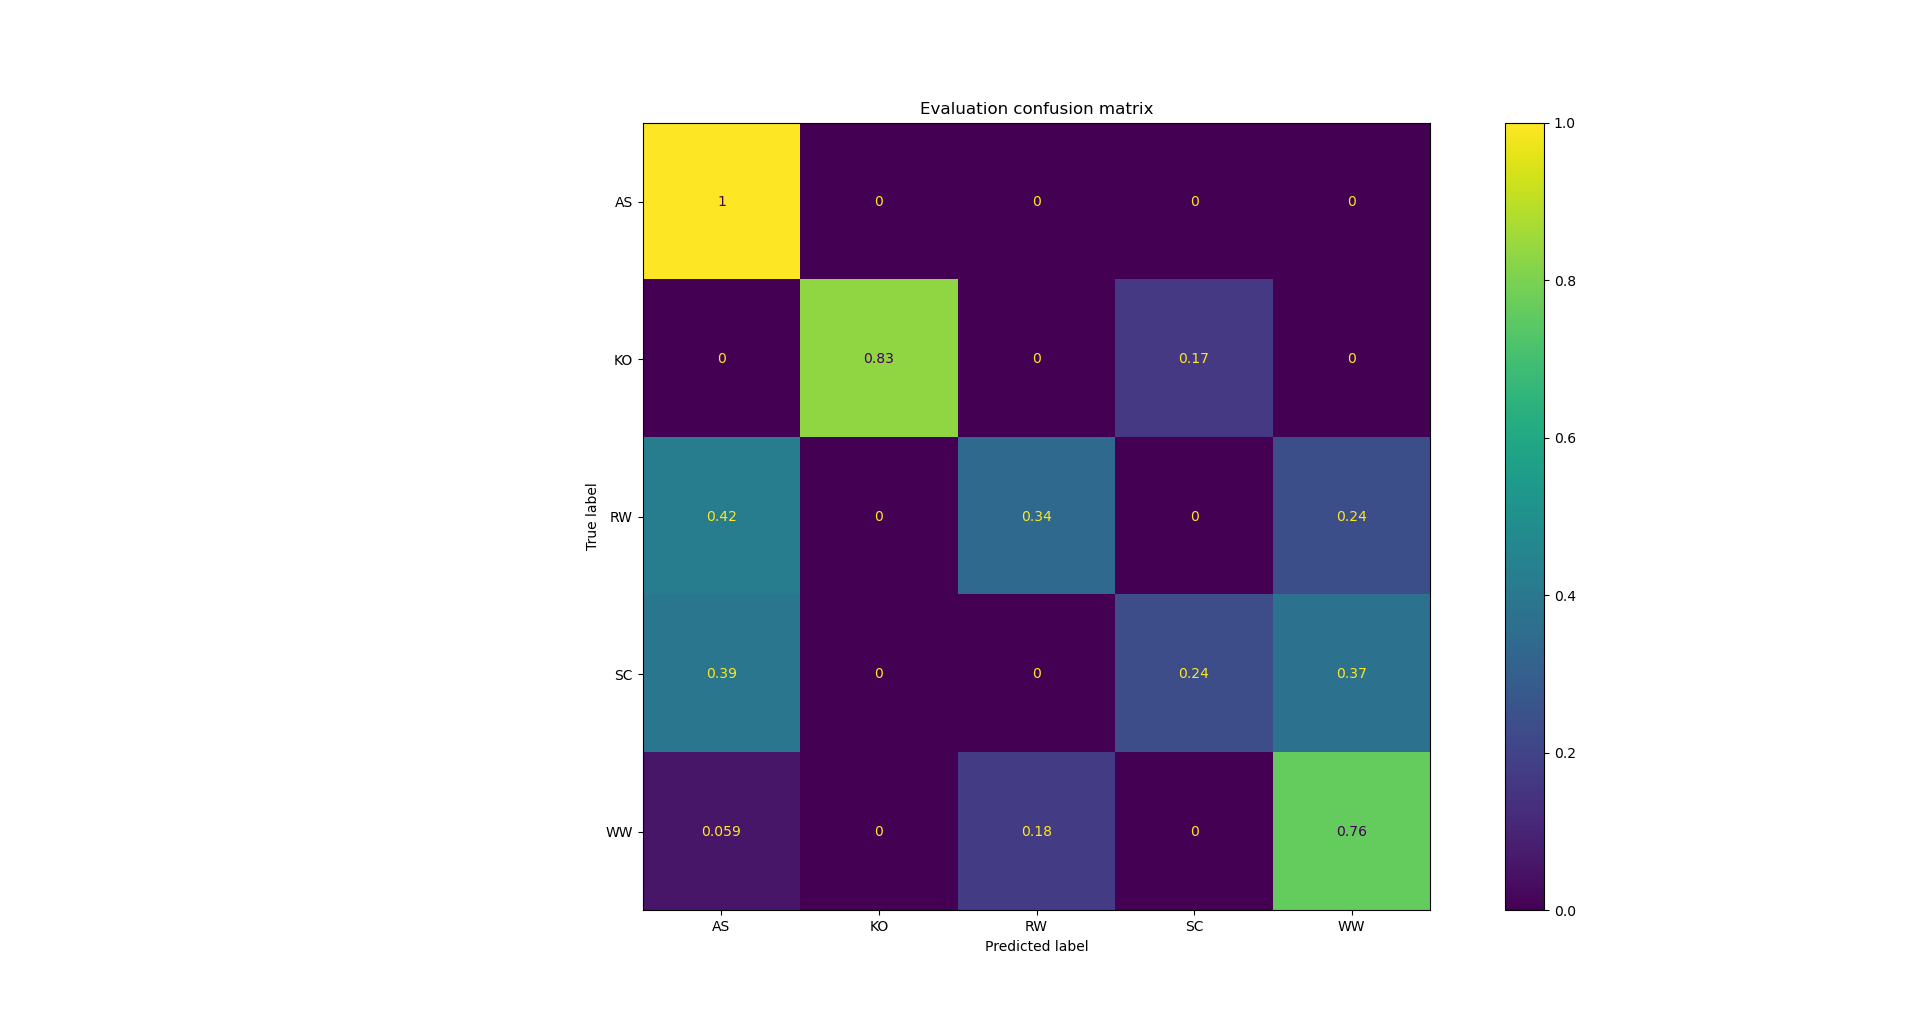 Evaluation confusion matrix
AS 1 0 0 0 0
KO 0 0.83 0 0.17 0
RW 0.42 0 0.34 0 0.24
SC 0.39 0 0 0.24 0.37
WW 0.059 0 0.18 0 0.76
AS KO RW SC WW
Predicted label
True label
1.0
0.8
0.6
0.4
0.2
0.0